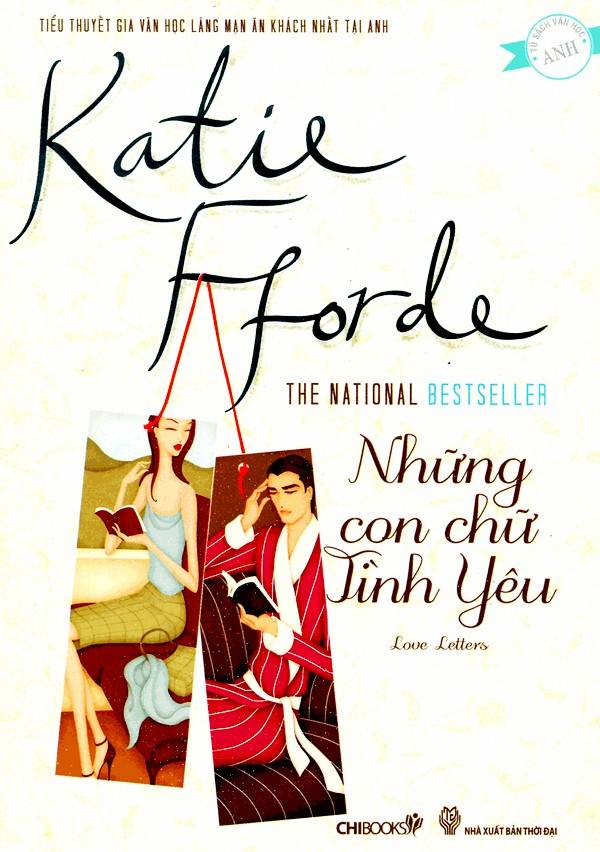 TIỂU THUYẾT GIA VĂN HỌC LÃNG MẠN ĂN KHÁCH NHẤT TẠI ANH
TỦ SÁCH VĂN HỌC
ANH
Katie
Fforde
THE NATIONAL BESTSELLER
Những
con chữ
Tình Yêu
Love Letters
CHIBOOKS
NHÀ XUẤT BẢN THỜI ĐẠI